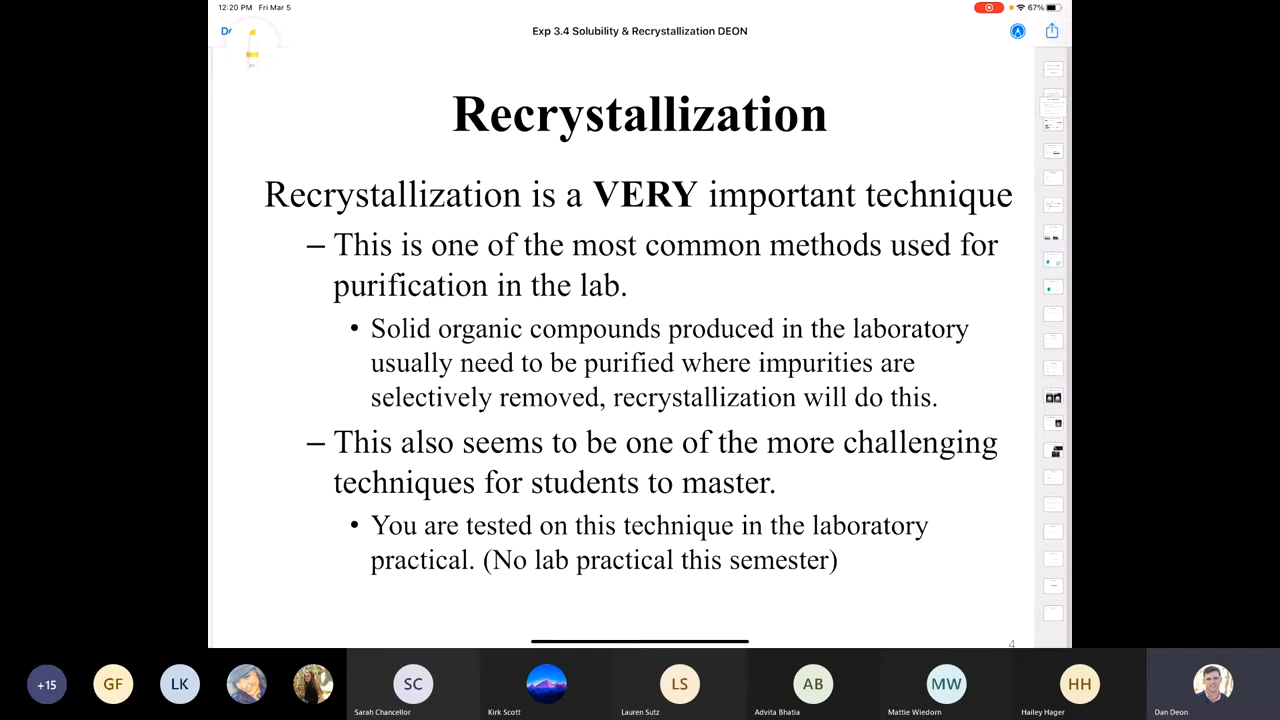 12:20 PM Fri Mar 5
67%
Exp 3.4 Solubility & Recrystallization DEON
Recrystallization
Recrystallization is a VERY important technique
– This is one of the most common methods used for
purification in the lab.
• Solid organic compounds produced in the laboratory
usually need to be purified where impurities are
selectively removed, recrystallization will do this.
– This also seems to be one of the more challenging
techniques for students to master.
• You are tested on this technique in the laboratory
practical. (No lab practical this semester)
4
+15 GF LK SC LS AB MW HH
Sarah Chancellor Kirk Scott Lauren Sutz Advita Bhatia Mattie Wiedorn Hailey Hager Dan Deon